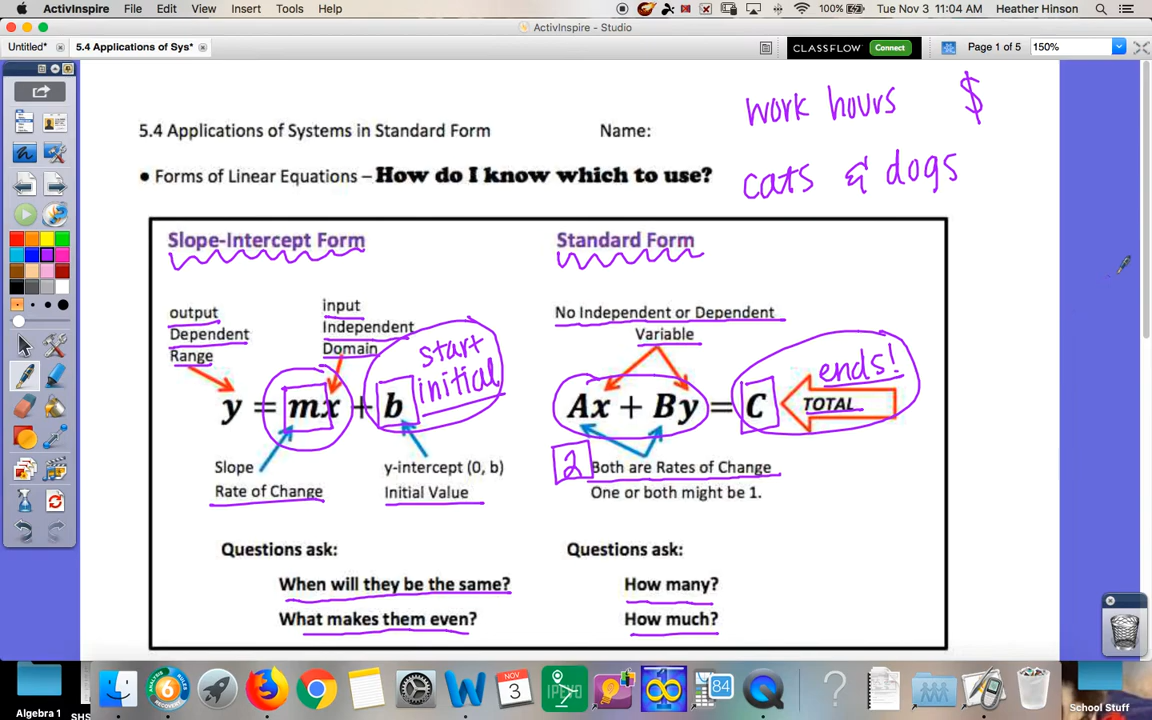 ActivInspire File Edit View Insert Tools Help 100% Tue Nov 3 11:04 AM Heather Hinson
ActivInspire - Studio
Untitled* 5.4 Applications of Sys* CLASSFLOW Connect Page 1 of 5 150%
work hours $
5.4 Applications of Systems in Standard Form Name:
cats & dogs
● Forms of Linear Equations – How do I know which to use?
Slope-Intercept Form
output
Dependent
Range
input
Independent
Domain
start
initial
y = mx + b
Slope
Rate of Change
y-intercept (0, b)
Initial Value
Questions ask:
When will they be the same?
What makes them even?
Standard Form
No Independent or Dependent
Variable
ends!
Ax + By = C TOTAL
2 Both are Rates of Change
One or both might be 1.
Questions ask:
How many?
How much?
NOV
3
IPEVO
84
Algebra 1
SHS
School Stuff